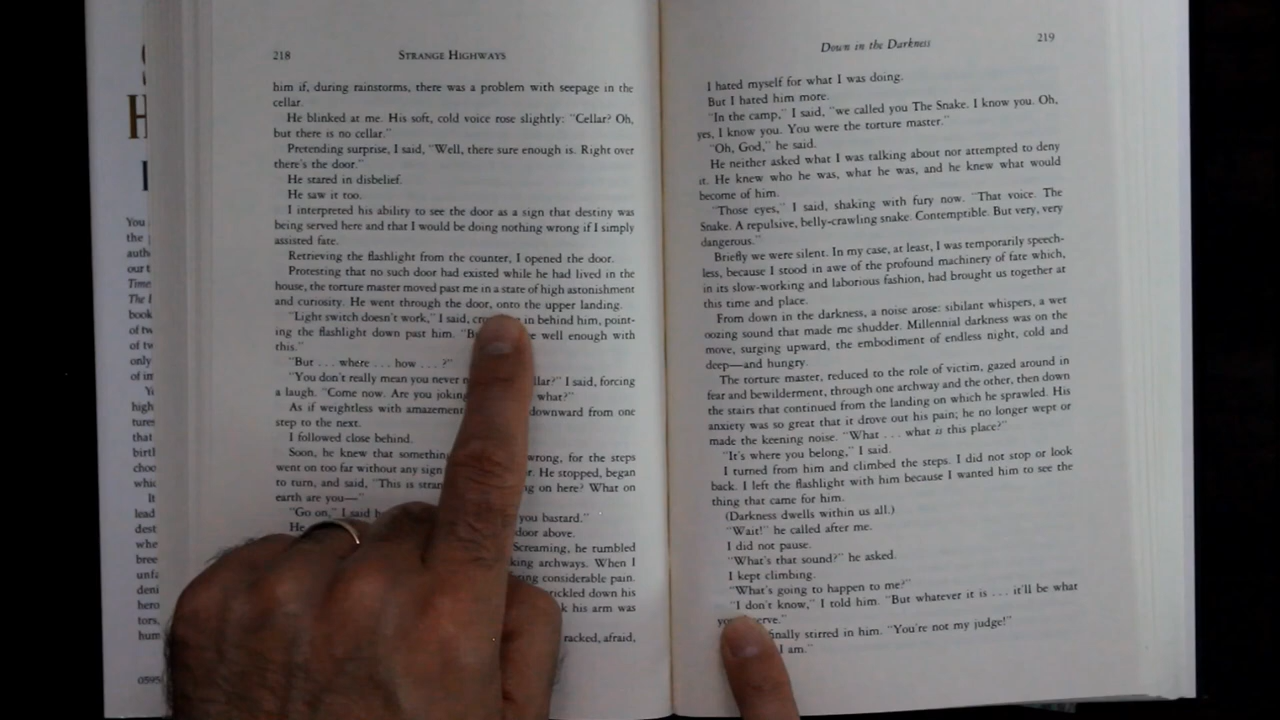 218 STRANGE HIGHWAYS
him if, during rainstorms, there was a problem with seepage in the
cellar.
He blinked at me. His soft, cold voice rose slightly: "Cellar? Oh,
but there is no cellar."
Pretending surprise, I said, "Well, there sure enough is. Right over
there's the door."
He stared in disbelief.
He saw it too.
I interpreted his ability to see the door as a sign that destiny was
being served here and that I would be doing nothing wrong if I simply
assisted fate.
Retrieving the flashlight from the counter, I opened the door.
Protesting that no such door had existed while he had lived in the
house, the torture master moved past me in a state of high astonishment
and curiosity. He went through the door, onto the upper landing.
"Light switch doesn't work," I said, in behind him, point-
ing the flashlight down past him. well enough with
this."
"But . . . where . . . how . . . ?"
"You don't really mean you never I said, forcing
a laugh. "Come now. Are you what?"
As if weightless with amazement downward from one
step to the next.
I followed close behind.
Soon, he knew that something wrong, for the steps
went on too far without any sign He stopped, began
to turn, and said, "This is on here? What on
earth are you—"
"Go on," I said you bastard."
He door above.
Screaming, he rumbled
archways. When I
considerable pain.
down his
his arm was
racked, afraid,
Down in the Darkness 219
I hated myself for what I was doing.
But I hated him more.
"In the camp," I said, "we called you The Snake. I know you. Oh,
yes, I know you. You were the torture master."
"Oh, God," he said.
He neither asked what I was talking about nor attempted to deny
it. He knew who he was, what he was, and he knew what would
become of him.
"Those eyes," I said, shaking with fury now. "That voice. The
Snake. A repulsive, belly-crawling snake. Contemptible. But very, very
dangerous."
Briefly we were silent. In my case, at least, I was temporarily speech-
less, because I stood in awe of the profound machinery of fate which,
in its slow-working and laborious fashion, had brought us together at
this time and place.
From down in the darkness, a noise arose: sibilant whispers, a wet
oozing sound that made me shudder. Millennial darkness was on the
move, surging upward, the embodiment of endless night, cold and
deep—and hungry.
The torture master, reduced to the role of victim, gazed around in
fear and bewilderment, through one archway and the other, then down
the stairs that continued from the landing on which he sprawled. His
anxiety was so great that it drove out his pain; he no longer wept or
made the keening noise. "What . . . what is this place?"
"It's where you belong," I said.
I turned from him and climbed the steps. I did not stop or look
back. I left the flashlight with him because I wanted him to see the
thing that came for him.
(Darkness dwells within us all.)
"Wait!" he called after me.
I did not pause.
"What's that sound?" he asked.
I kept climbing.
"What's going to happen to me?"
"I don't know," I told him. "But whatever it is . . . it'll be what
finally stirred in him. "You're not my judge!"
I am."